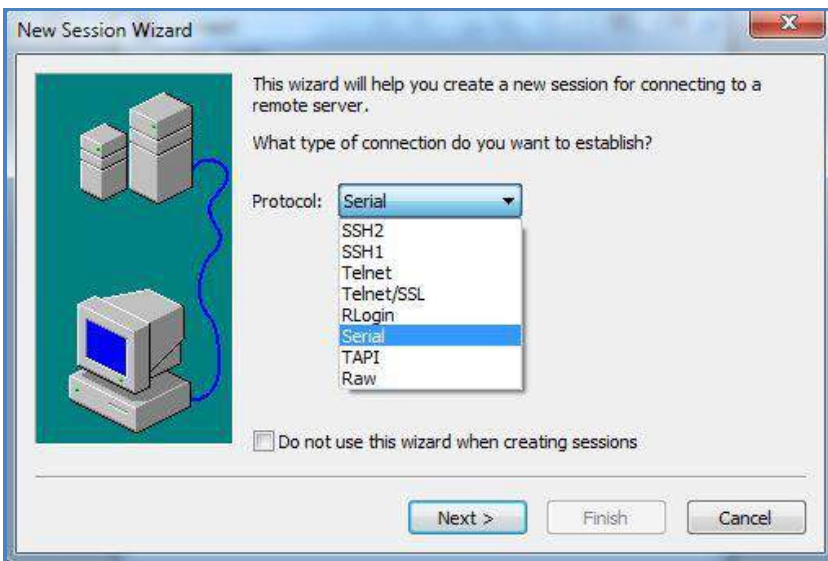 New Session Wizard
This wizard will help you create a new session for connecting to a
remote server.
What type of connection do you want to establish?
Protocol: Serial
SSH2
SSH1
Telnet
Telnet/SSL
RLogin
Serial
TAPI
Raw
Do not use this wizard when creating sessions
Next > Finish Cancel